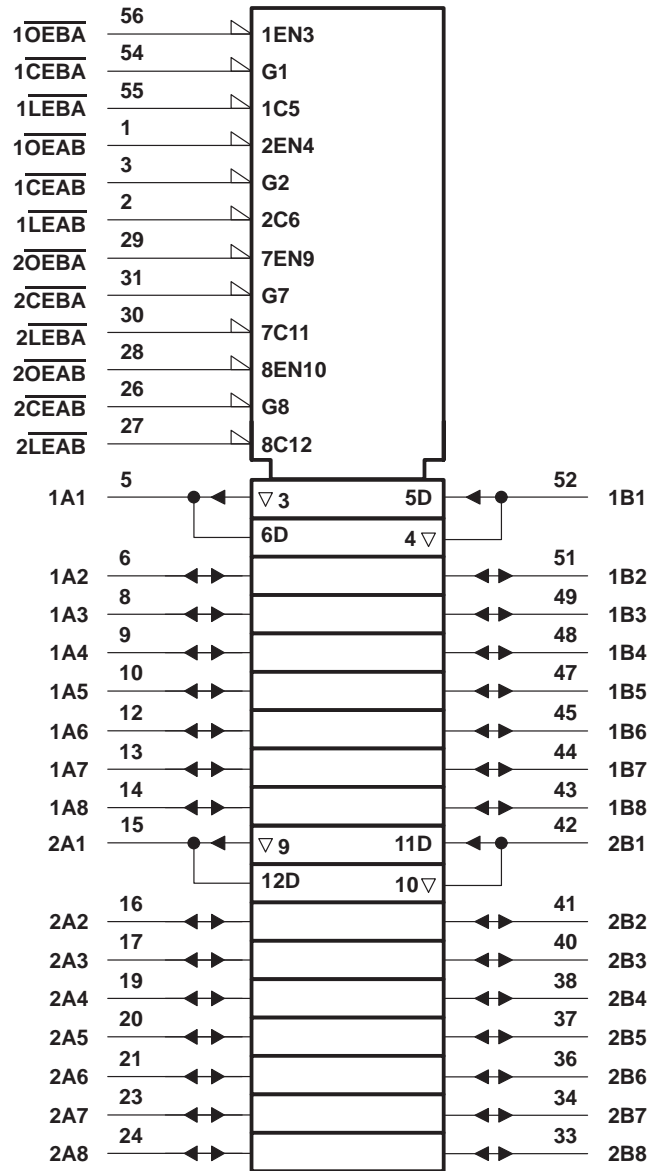 1OEBA 56 1EN3
1CEBA 54 G1
1LEBA 55 1C5
1OEAB 1 2EN4
1CEAB 3 G2
1LEAB 2 2C6
2OEBA 29 7EN9
2CEBA 31 G7
2LEBA 30 7C11
2OEAB 28 8EN10
2CEAB 26 G8
2LEAB 27 8C12
1A1 5 ▽ 3 5D 52 1B1
6D 4 ▽
1A2 6 51 1B2
1A3 8 49 1B3
1A4 9 48 1B4
1A5 10 47 1B5
1A6 12 45 1B6
1A7 13 44 1B7
1A8 14 43 1B8
2A1 15 ▽ 9 11D 42 2B1
12D 10 ▽
2A2 16 41 2B2
2A3 17 40 2B3
2A4 19 38 2B4
2A5 20 37 2B5
2A6 21 36 2B6
2A7 23 34 2B7
2A8 24 33 2B8